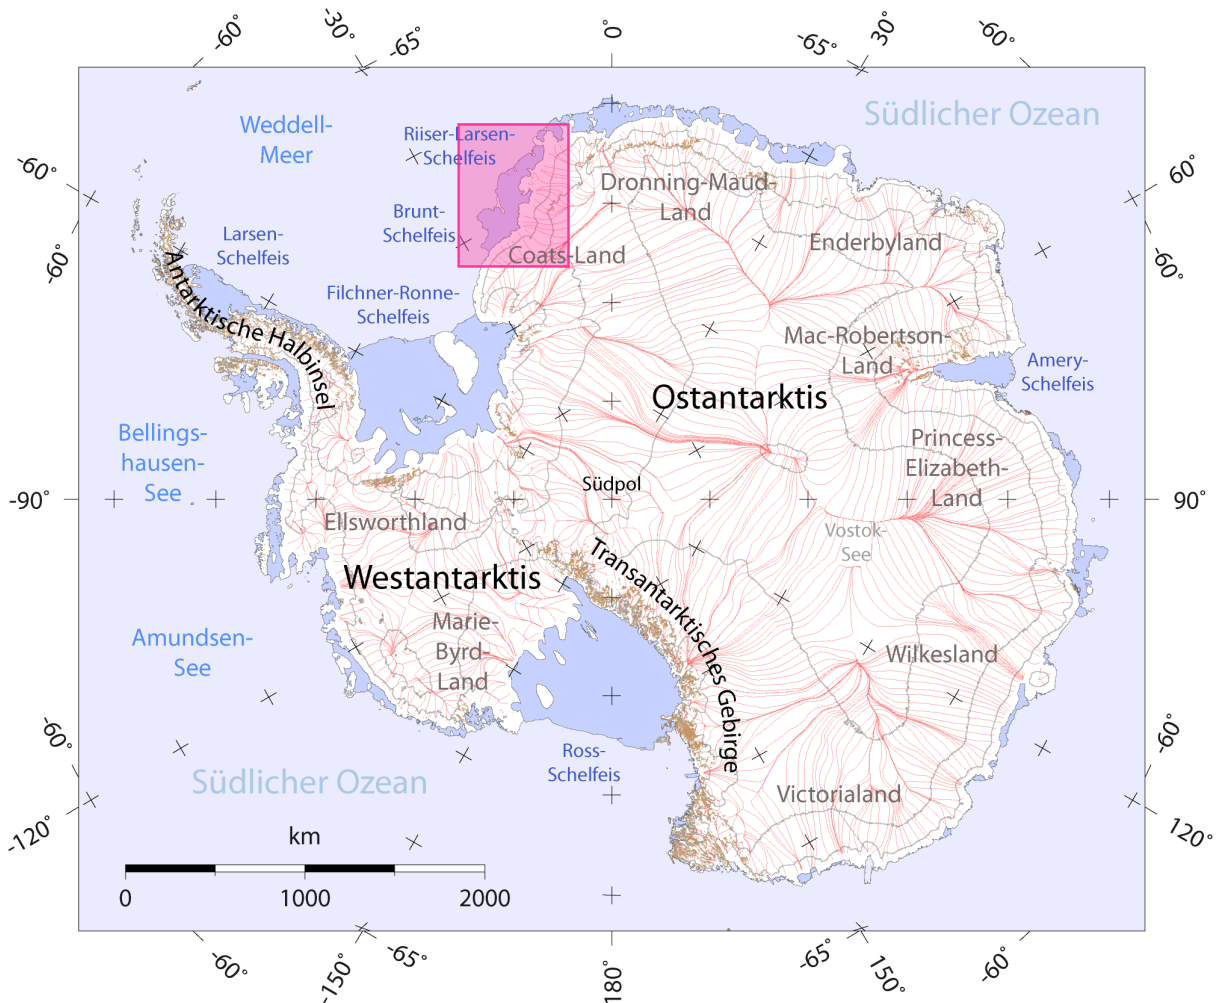 -60°
-30°
-65°
0°
-65°
30°
-60°
Weddell-
Meer
Riiser-Larsen-
Schelfeis
Südlicher Ozean
-60°
60°
Dronning-Maud-
Land
Brunt-
Schelfeis
Larsen-
Schelfeis
Coats-Land
Enderbyland
-60°
-60°
Antarktische Halbinsel
Filchner-Ronne-
Schelfeis
Mac-Robertson-
Land
Amery-
Schelfeis
Ostantarktis
Bellings-
hausen-
See
Princess-
Elizabeth-
Land
-90°
Südpol
90°
Ellsworthland
Vostok-
See
Westantarktis
Transantarktisches Gebirge
Marie-
Byrd-
Land
Amundsen-
See
Wilkesland
-60°
-60°
Ross-
Schelfeis
Südlicher Ozean
Victorialand
-120°
120°
km
0
1000
2000
-60°
-150°
-65°
180°
-65°
150°
-60°